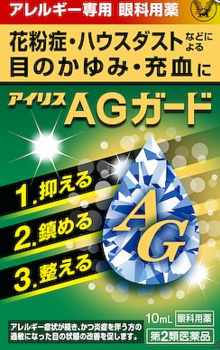 アレルギー専用 眼科用薬
花粉症・ハウスダストなどによる
目のかゆみ・充血に
アイリス AGガード
1.抑える
2.鎮める
3.整える
AG
10mL 眼科用薬
第2類医薬品
アレルギー症状が続き、かつ炎症を伴う方の
過敏になった目の状態の改善を促します。